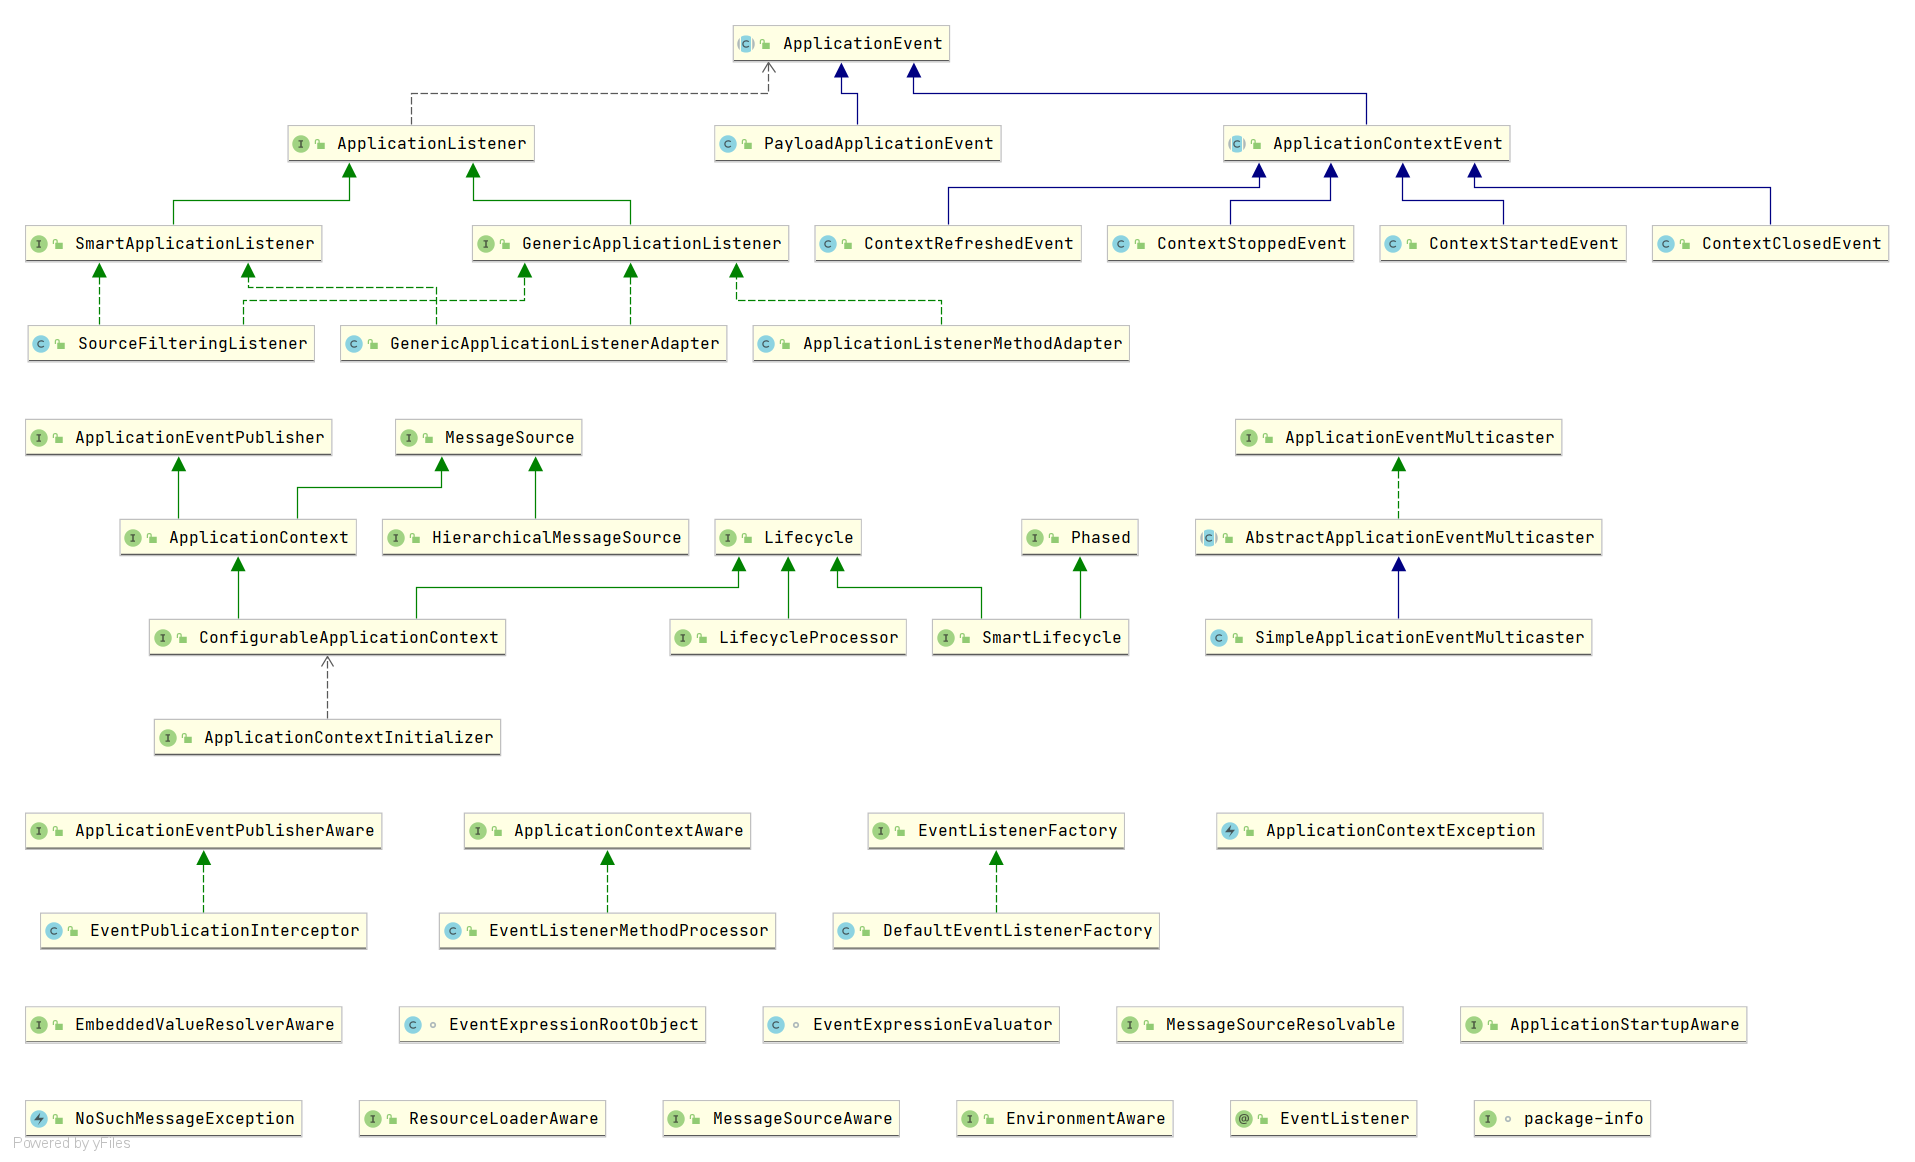 ApplicationEvent
ApplicationListener
PayloadApplicationEvent
ApplicationContextEvent
SmartApplicationListener
GenericApplicationListener
ContextRefreshedEvent
ContextStoppedEvent
ContextStartedEvent
ContextClosedEvent
SourceFilteringListener
GenericApplicationListenerAdapter
ApplicationListenerMethodAdapter
ApplicationEventPublisher
MessageSource
ApplicationEventMulticaster
ApplicationContext
HierarchicalMessageSource
Lifecycle
Phased
AbstractApplicationEventMulticaster
ConfigurableApplicationContext
LifecycleProcessor
SmartLifecycle
SimpleApplicationEventMulticaster
ApplicationContextInitializer
ApplicationEventPublisherAware
ApplicationContextAware
EventListenerFactory
ApplicationContextException
EventPublicationInterceptor
EventListenerMethodProcessor
DefaultEventListenerFactory
EmbeddedValueResolverAware
EventExpressionRootObject
EventExpressionEvaluator
MessageSourceResolvable
ApplicationStartupAware
NoSuchMessageException
ResourceLoaderAware
MessageSourceAware
EnvironmentAware
EventListener
package-info
Powered by yFiles